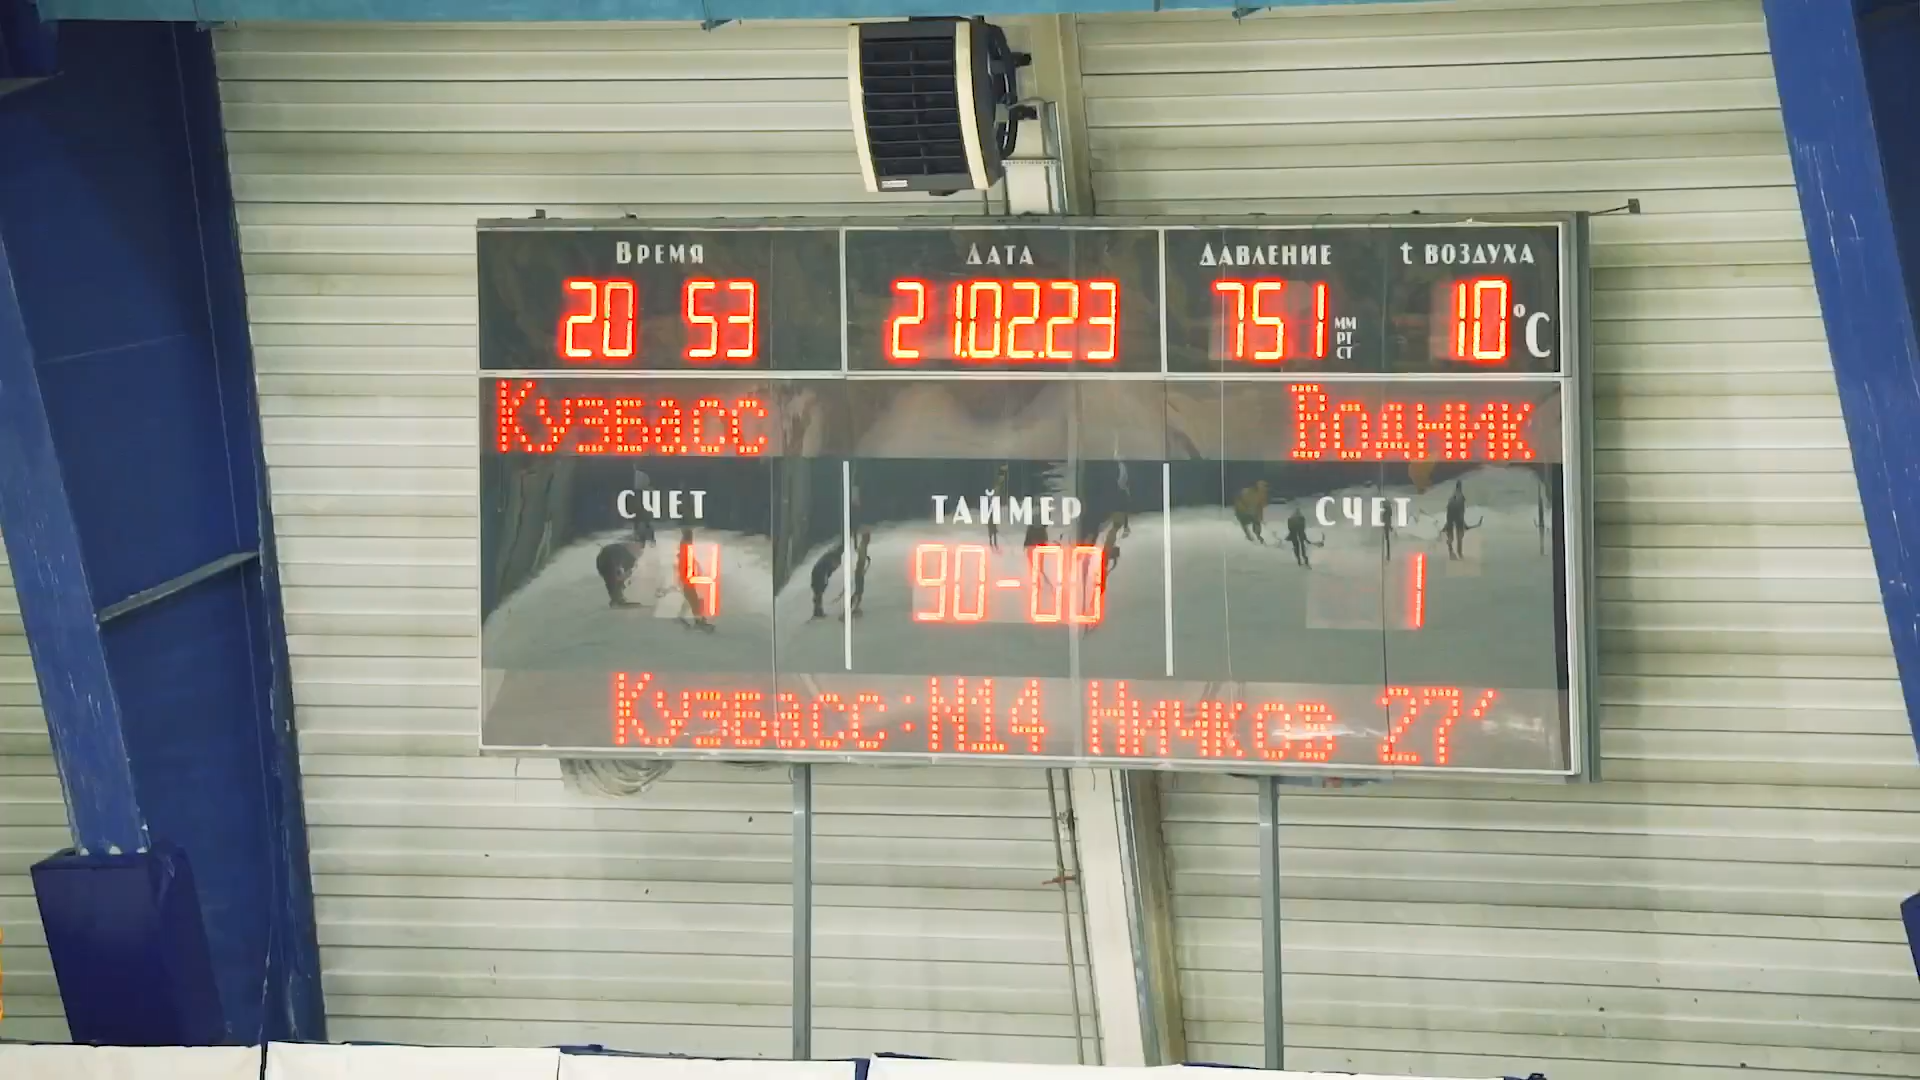 Время Дата Давление t воздуха
20 53 21.02.23 751 мм рт ст 10 °C
Кузбасс Водник
СЧЕТ ТАЙМЕР СЧЕТ
4 90-00 1
Кузбасс:N14 Ничков 27'